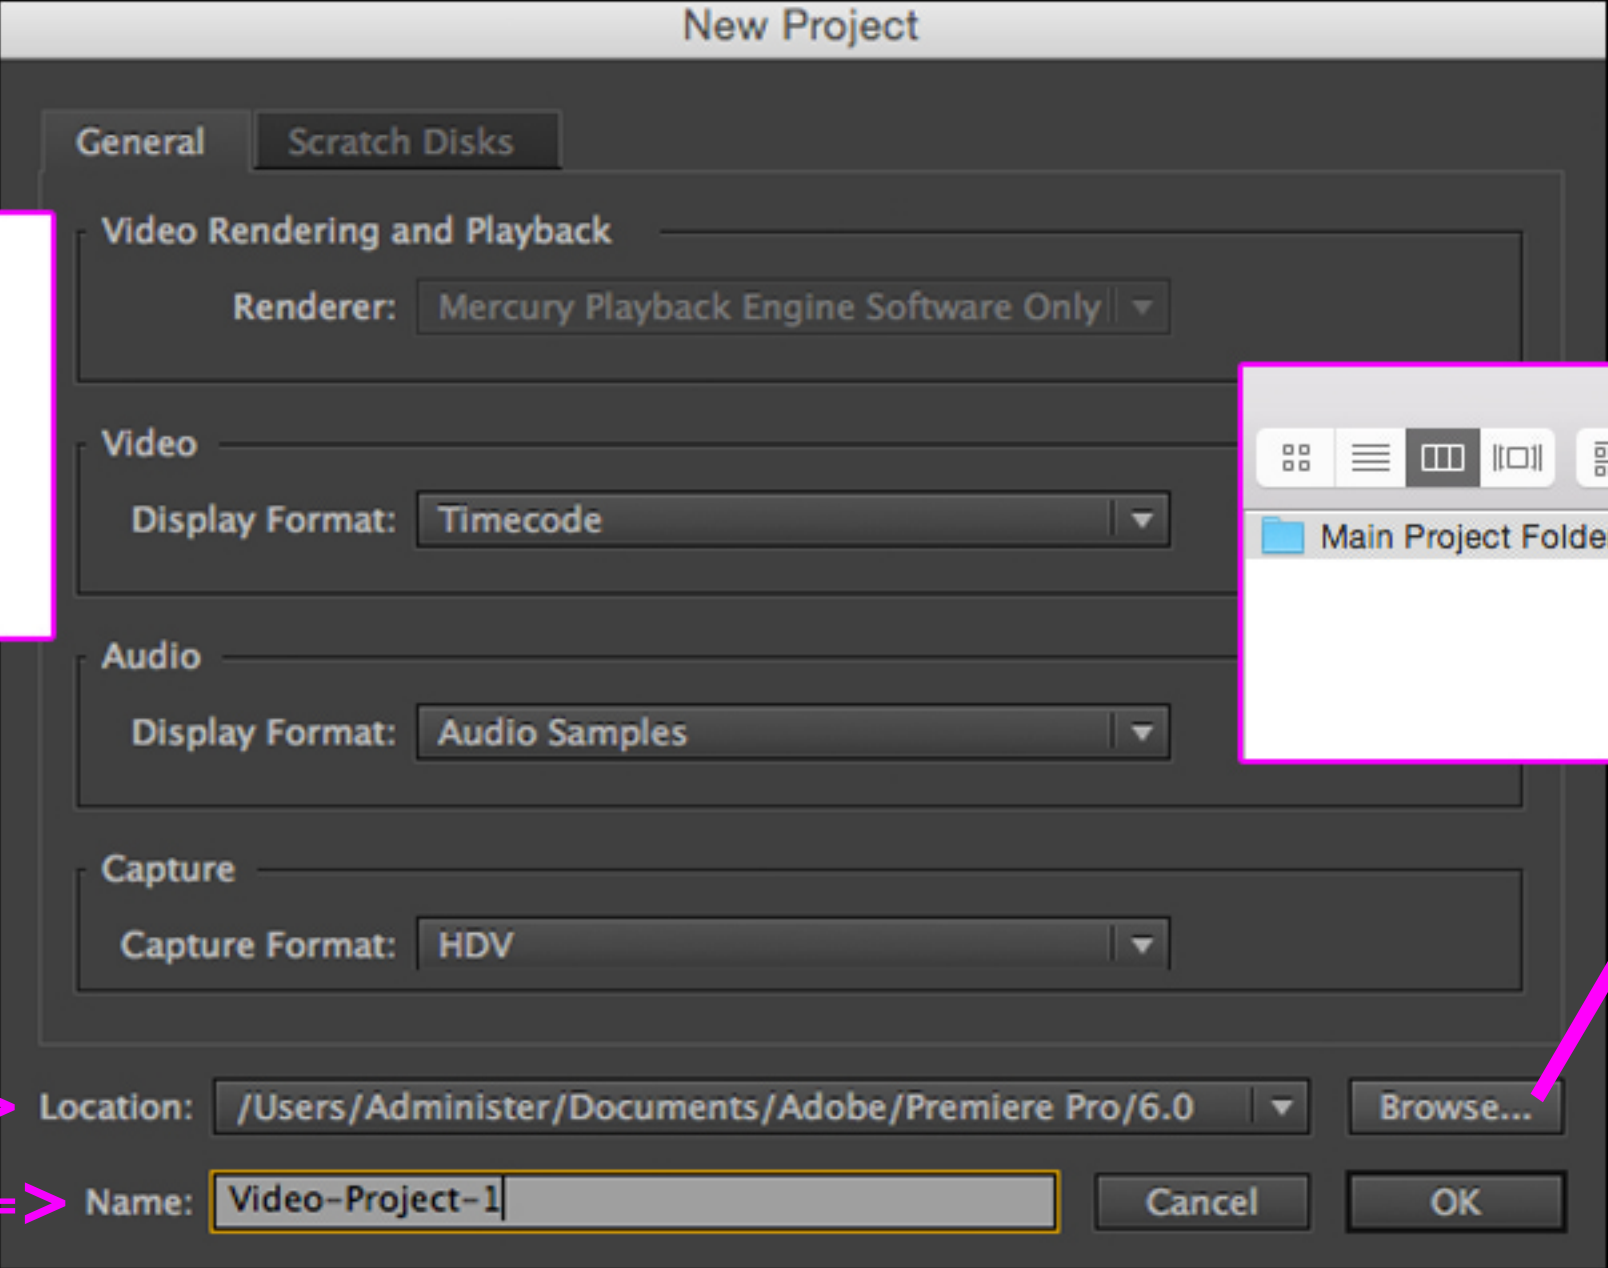 New Project
General
Scratch Disks
Video Rendering and Playback
Renderer: Mercury Playback Engine Software Only
Video
Display Format: Timecode
Main Project Folde
Audio
Display Format: Audio Samples
Capture
Capture Format: HDV
> Location: /Users/Administer/Documents/Adobe/Premiere Pro/6.0 Browse...
=> Name: Video-Project-1 Cancel OK